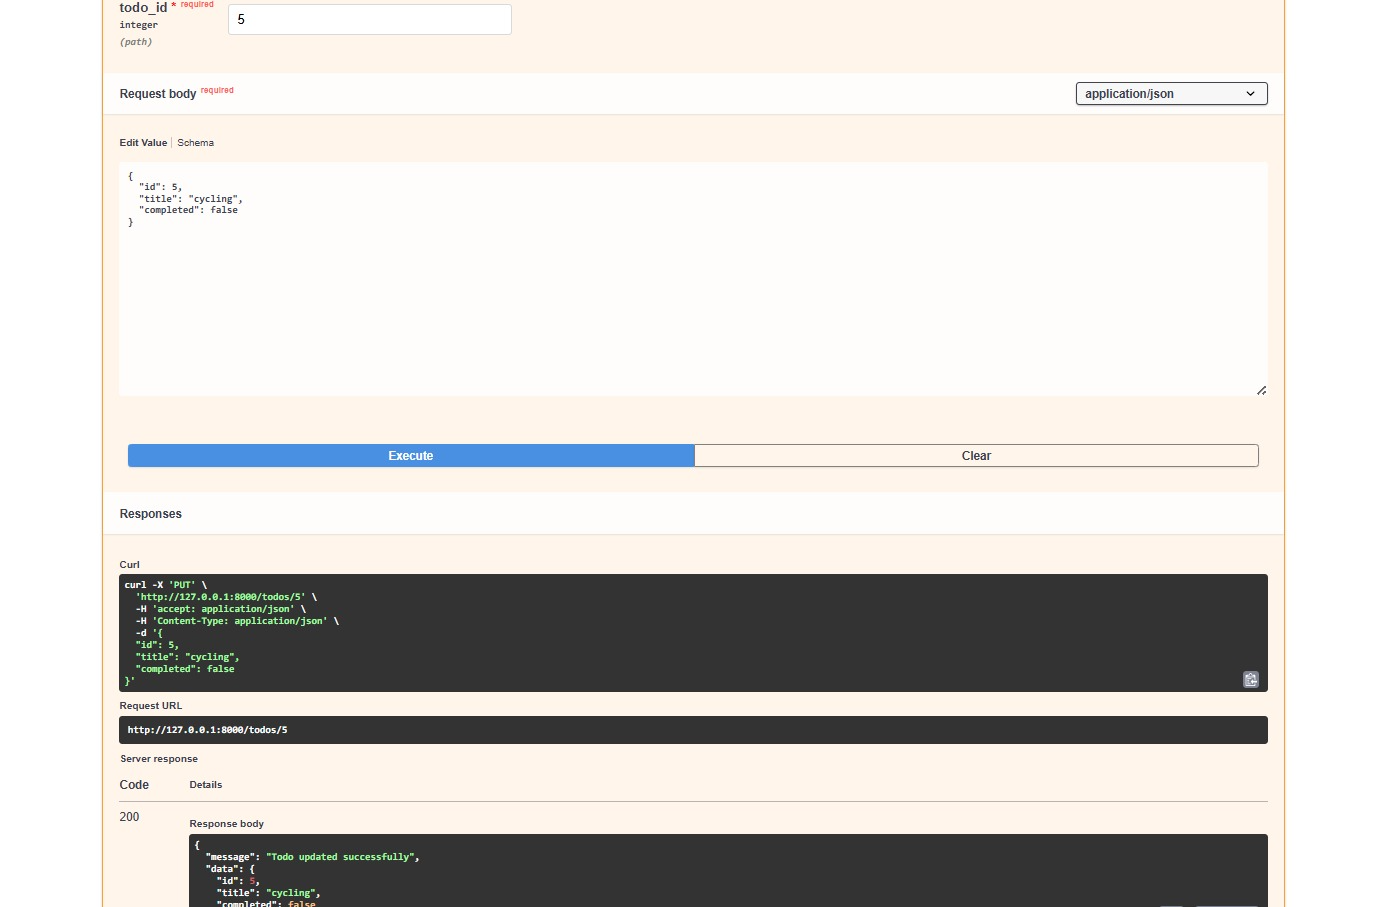 todo_id * required
integer
(path)
5
Request body required
application/json
Edit Value Schema
{
  "id": 5,
  "title": "cycling",
  "completed": false
}
Execute
Clear
Responses
Curl
curl -X 'PUT' \
  'http://127.0.0.1:8000/todos/5' \
  -H 'accept: application/json' \
  -H 'Content-Type: application/json' \
  -d '{
  "id": 5,
  "title": "cycling",
  "completed": false
}'
Request URL
http://127.0.0.1:8000/todos/5
Server response
Code Details
200
Response body
{
  "message": "Todo updated successfully",
  "data": {
    "id": 5,
    "title": "cycling",
    "completed": false